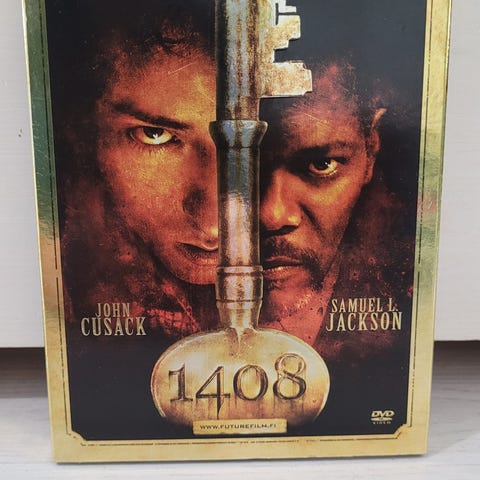 JOHN
CUSACK
SAMUEL L.
JACKSON
1408
WWW.FUTUREFILM.FI
DVD
VIDEO